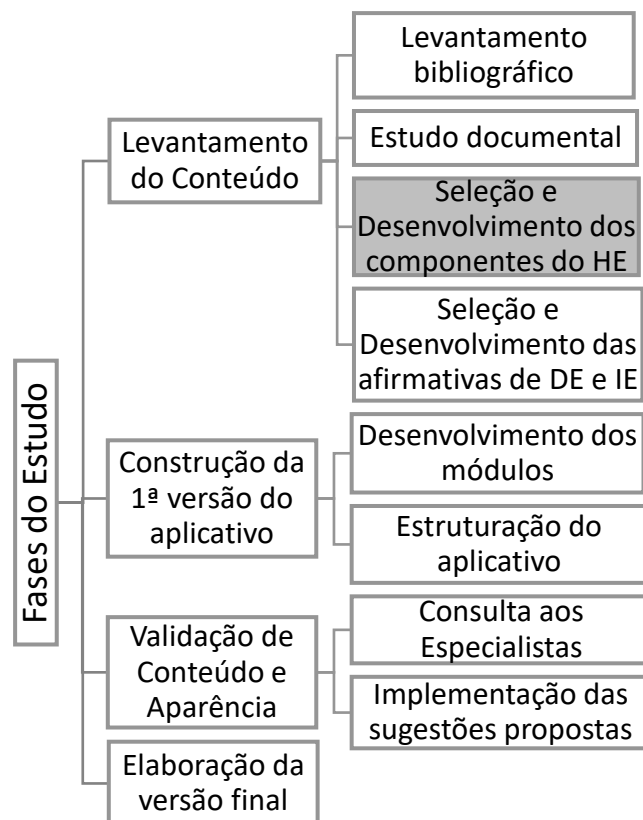 Fases do Estudo
Levantamento
do Conteúdo
Levantamento
bibliográfico
Estudo documental
Seleção e
Desenvolvimento dos
componentes do HE
Seleção e
Desenvolvimento das
afirmativas de DE e IE
Construção da
1ª versão do
aplicativo
Desenvolvimento dos
módulos
Estruturação do
aplicativo
Validação de
Conteúdo e
Aparência
Consulta aos
Especialistas
Implementação das
sugestões propostas
Elaboração da
versão final